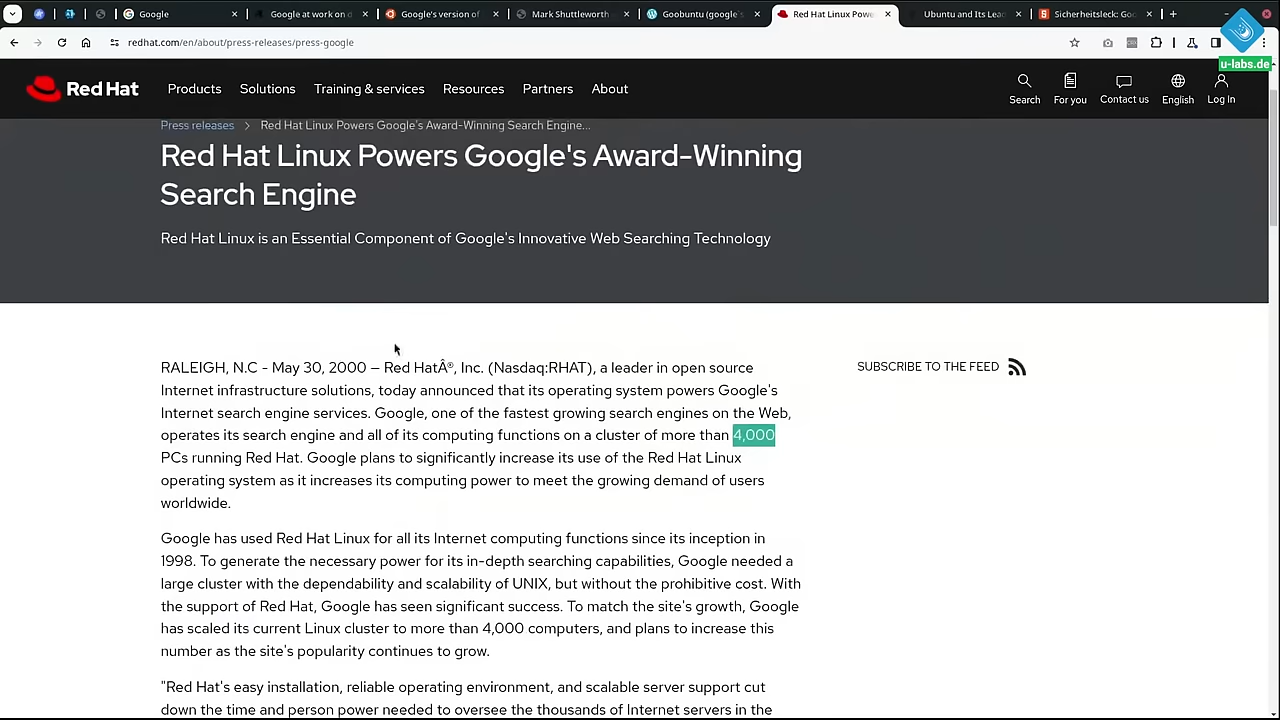 Google
Google at work on d
Google's version of
Mark Shuttleworth
Goobuntu (google's
Red Hat Linux Powe
Ubuntu and Its Lea
Sicherheitsleck: Goo
redhat.com/en/about/press-releases/press-google
u-labs.de
Red Hat
Products
Solutions
Training & services
Resources
Partners
About
Search
For you
Contact us
English
Log In
Press releases
Red Hat Linux Powers Google's Award-Winning Search Engine...
Red Hat Linux Powers Google's Award-Winning
Search Engine
Red Hat Linux is an Essential Component of Google's Innovative Web Searching Technology
RALEIGH, N.C - May 30, 2000 – Red HatÂ®, Inc. (Nasdaq:RHAT), a leader in open source
Internet infrastructure solutions, today announced that its operating system powers Google's
Internet search engine services. Google, one of the fastest growing search engines on the Web,
operates its search engine and all of its computing functions on a cluster of more than 4,000
PCs running Red Hat. Google plans to significantly increase its use of the Red Hat Linux
operating system as it increases its computing power to meet the growing demand of users
worldwide.
SUBSCRIBE TO THE FEED
Google has used Red Hat Linux for all its Internet computing functions since its inception in
1998. To generate the necessary power for its in-depth searching capabilities, Google needed a
large cluster with the dependability and scalability of UNIX, but without the prohibitive cost. With
the support of Red Hat, Google has seen significant success. To match the site's growth, Google
has scaled its current Linux cluster to more than 4,000 computers, and plans to increase this
number as the site's popularity continues to grow.
"Red Hat's easy installation, reliable operating environment, and scalable server support cut
down the time and person power needed to oversee the thousands of Internet servers in the